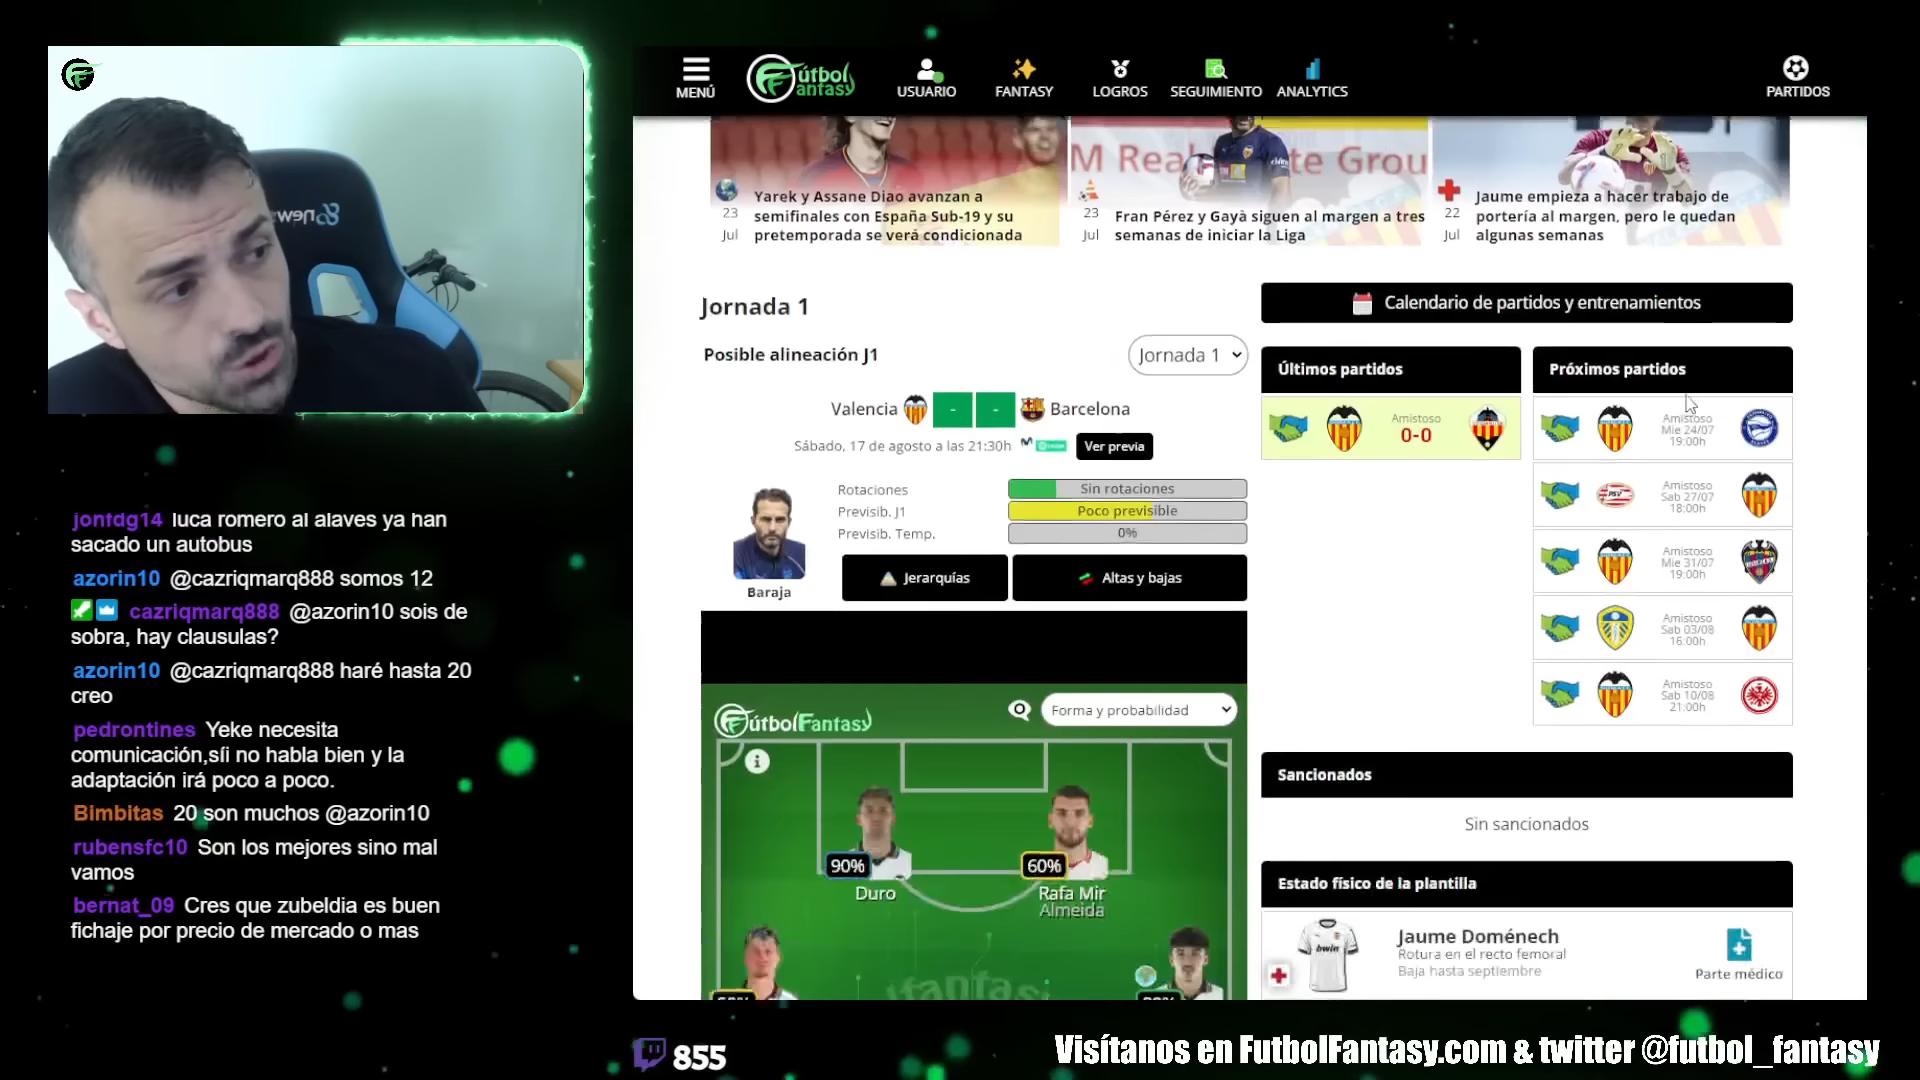 MENÚ
FútbolFantasy
USUARIO
FANTASY
LOGROS
SEGUIMIENTO
ANALYTICS
PARTIDOS
23
Jul
Yarek y Assane Diao avanzan a
semifinales con España Sub-19 y su
pretemporada se verá condicionada
M Real te Grou
23
Jul
Fran Pérez y Gayà siguen al margen a tres
semanas de iniciar la Liga
22
Jul
Jaume empieza a hacer trabajo de
portería al margen, pero le quedan
algunas semanas
Jornada 1
Posible alineación J1
Jornada 1
Valencia - - Barcelona
Sábado, 17 de agosto a las 21:30h
Ver previa
Rotaciones
Sin rotaciones
Previsib. J1
Poco previsible
Previsib. Temp.
0%
Baraja
Jerarquías
Altas y bajas
FútbolFantasy
Forma y probabilidad
90%
Duro
60%
Rafa Mir
Almeida
Calendario de partidos y entrenamientos
Últimos partidos
Amistoso
0-0
Próximos partidos
Amistoso
Mie 24/07
19:00h
PSV
Amistoso
Sab 27/07
18:00h
Amistoso
Mie 31/07
19:00h
Amistoso
Sab 03/08
16:00h
Amistoso
Sab 10/08
21:00h
Sancionados
Sin sancionados
Estado físico de la plantilla
bwin
Jaume Doménech
Rotura en el recto femoral
Baja hasta septiembre
Parte médico
jonfdg14 luca romero al alaves ya han
sacado un autobus
azorin10 @cazriqmarq888 somos 12
cazriqmarq888 @azorin10 sois de
sobra, hay clausulas?
azorin10 @cazriqmarq888 haré hasta 20
creo
pedrontines Yeke necesita
comunicación,síi no habla bien y la
adaptación irá poco a poco.
Bimbitas 20 son muchos @azorin10
rubensfc10 Son los mejores sino mal
vamos
bernat_09 Cres que zubeldia es buen
fichaje por precio de mercado o mas
855
Visítanos en FutbolFantasy.com & twitter @futbol_fantasy